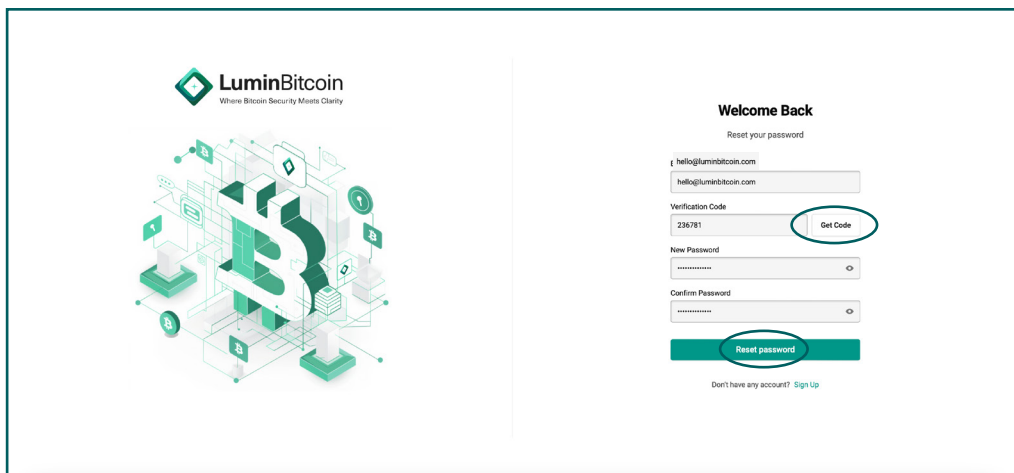 LuminBitcoin
Where Bitcoin Security Meets Clarity
Welcome Back
Reset your password
hello@luminbitcoin.com
hello@luminbitcoin.com
Verification Code
236781
Get Code
New Password
••••••••••••••
Confirm Password
••••••••••••••
Reset password
Don't have any account? Sign Up